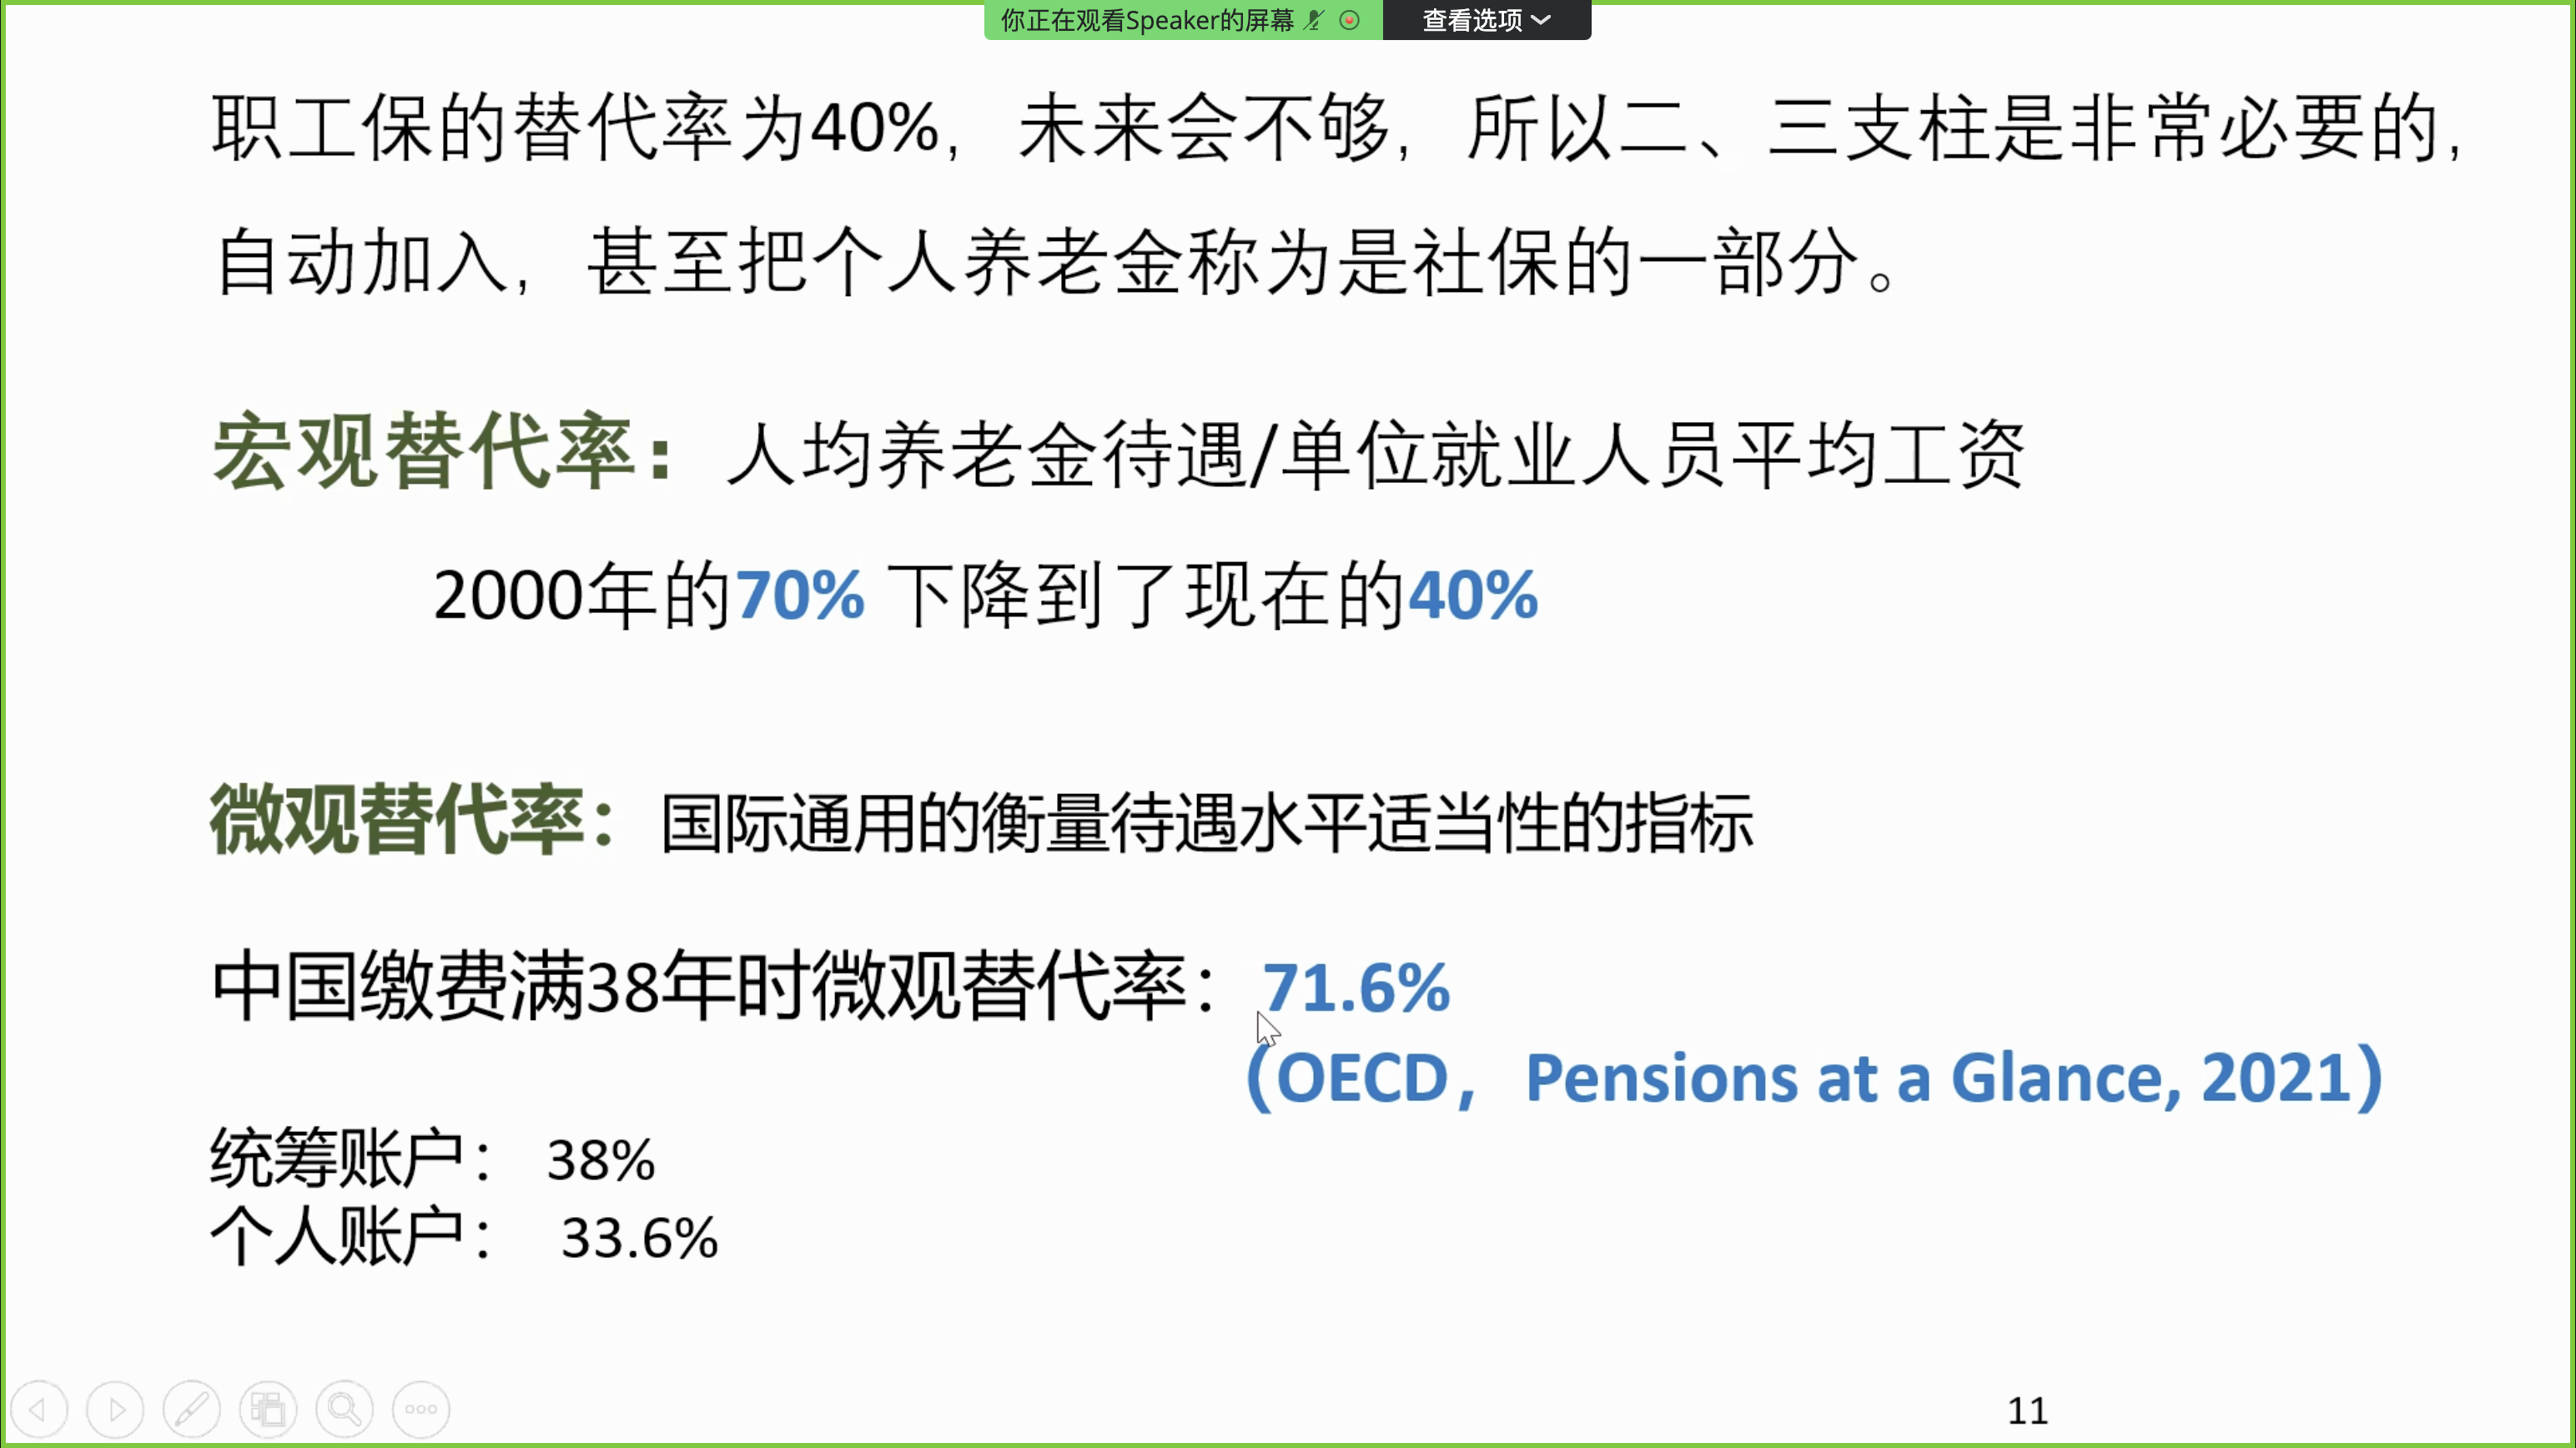 你正在观看Speaker的屏幕 查看选项
职工保的替代率为40%，未来会不够，所以二、三支柱是非常必要的，
自动加入，甚至把个人养老金称为是社保的一部分。
宏观替代率：人均养老金待遇/单位就业人员平均工资
2000年的70% 下降到了现在的40%
微观替代率：国际通用的衡量待遇水平适当性的指标
中国缴费满38年时微观替代率：71.6%
（OECD，Pensions at a Glance, 2021）
统筹账户： 38%
个人账户： 33.6%
11